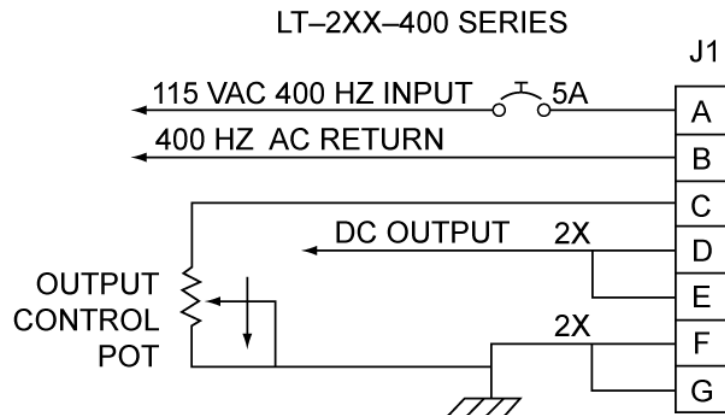 LT–2XX–400 SERIES
J1
115 VAC 400 HZ INPUT
5A
A
400 HZ AC RETURN
B
C
DC OUTPUT
2X
D
E
OUTPUT
CONTROL
POT
2X
F
G